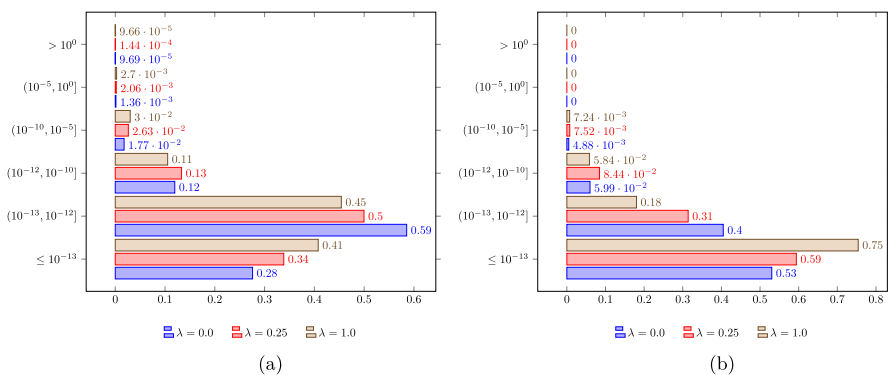 > 10⁰
9.66 · 10⁻⁵
1.44 · 10⁻⁴
9.69 · 10⁻⁵
(10⁻⁵, 10⁰]
2.7 · 10⁻³
2.06 · 10⁻³
1.36 · 10⁻³
(10⁻¹⁰, 10⁻⁵]
3 · 10⁻²
2.63 · 10⁻²
1.77 · 10⁻²
(10⁻¹², 10⁻¹⁰]
0.11
0.13
0.12
(10⁻¹³, 10⁻¹²]
0.45
0.5
0.59
≤ 10⁻¹³
0.41
0.34
0.28
0 0.1 0.2 0.3 0.4 0.5 0.6
λ = 0.0 λ = 0.25 λ = 1.0
(a)
> 10⁰
0
0
0
(10⁻⁵, 10⁰]
0
0
0
(10⁻¹⁰, 10⁻⁵]
7.24 · 10⁻³
7.52 · 10⁻³
4.88 · 10⁻³
(10⁻¹², 10⁻¹⁰]
5.84 · 10⁻²
8.44 · 10⁻²
5.99 · 10⁻²
(10⁻¹³, 10⁻¹²]
0.18
0.31
0.4
≤ 10⁻¹³
0.75
0.59
0.53
0 0.1 0.2 0.3 0.4 0.5 0.6 0.7 0.8
λ = 0.0 λ = 0.25 λ = 1.0
(b)